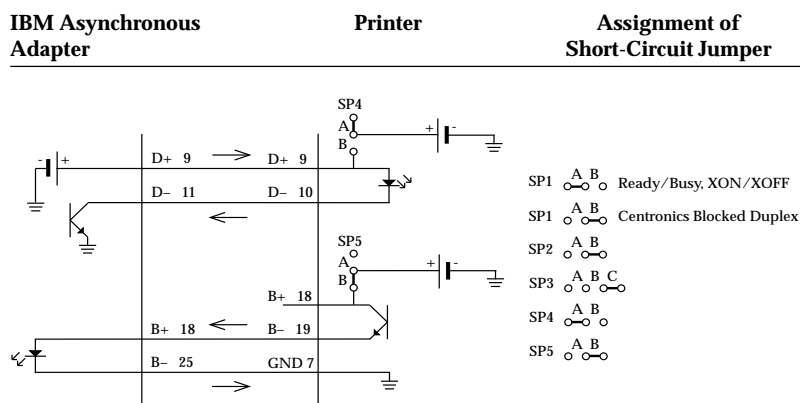 IBM Asynchronous Adapter
Printer
Assignment of Short-Circuit Jumper
SP4
A
B
+ -
- +
D+ 9
D+ 9
D– 11
D– 10
SP5
A
B
+ -
B+ 18
B+ 18
B– 19
B– 25
GND 7
SP1 A B Ready/Busy, XON/XOFF
SP1 A B Centronics Blocked Duplex
SP2 A B
SP3 A B C
SP4 A B
SP5 A B